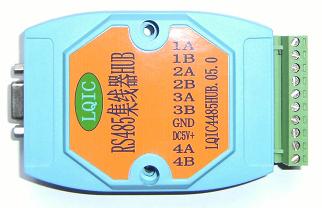 LQIC
RS485集线器HUB
1A
1B
2A
2B
3A
3B
GND
DC5V+
4A
4B
LQIC4485HUB.05.0